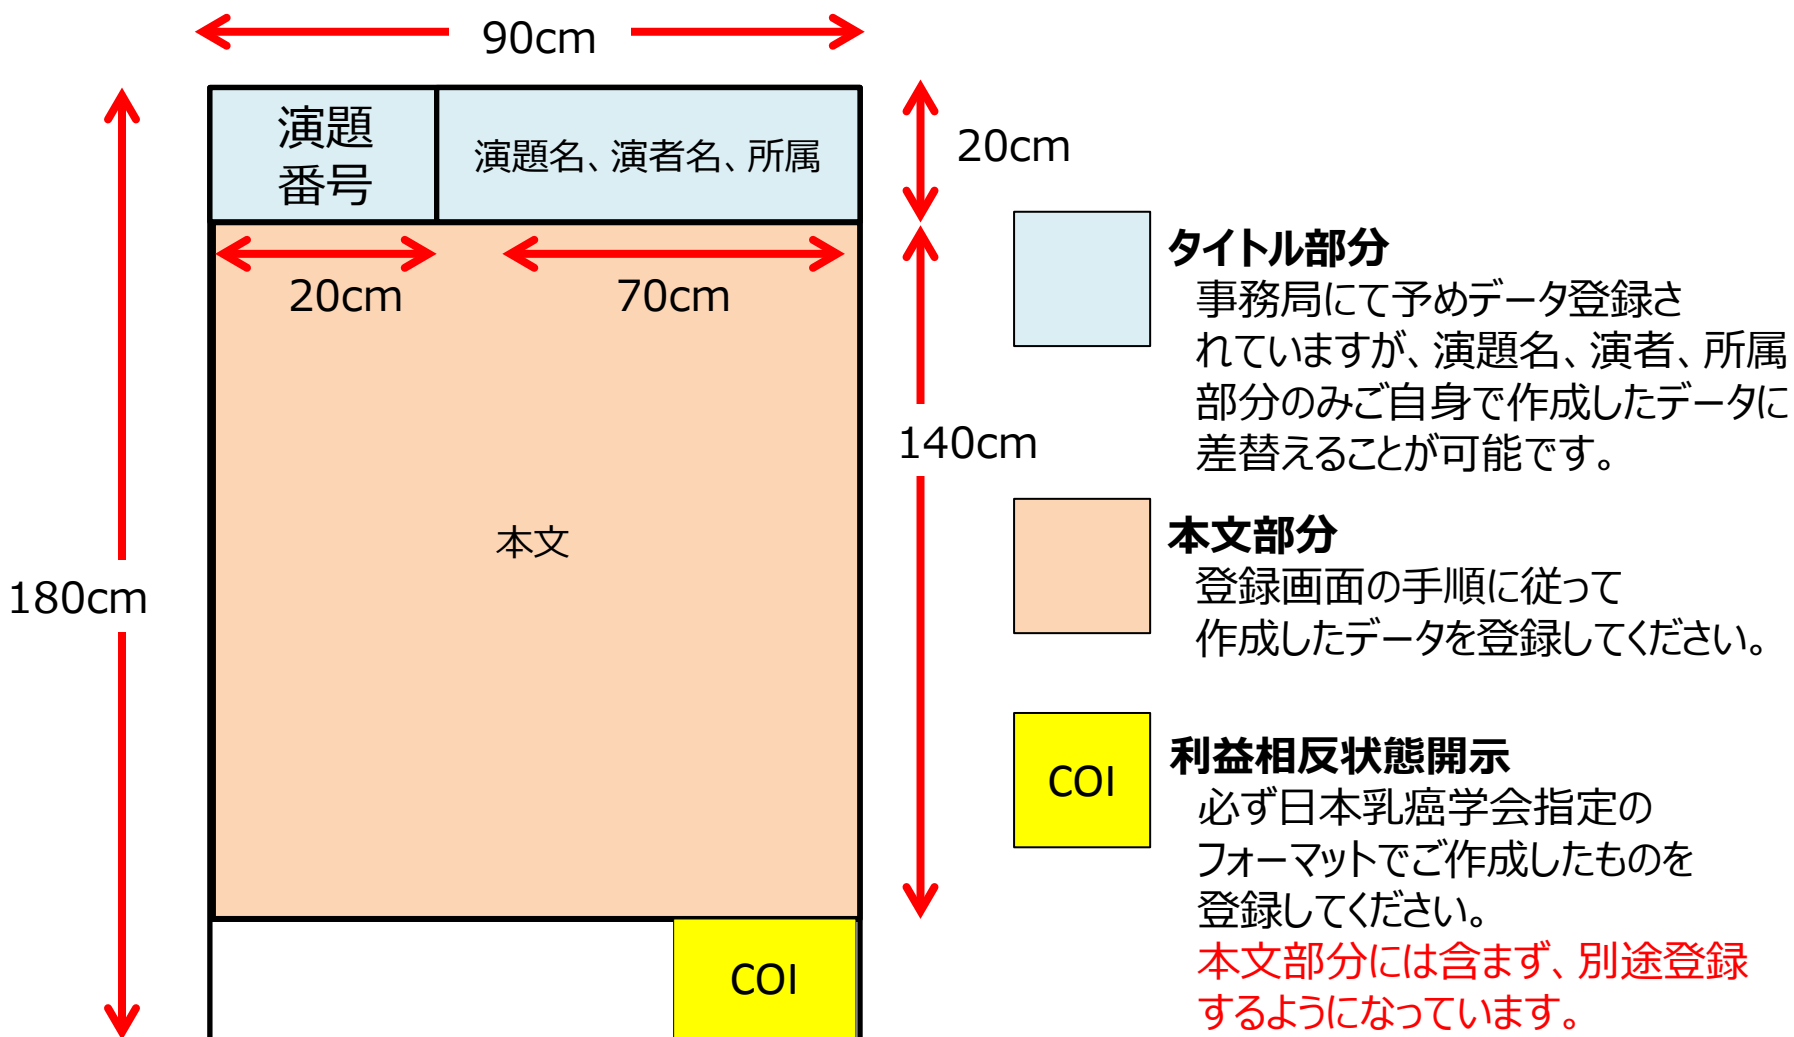 90cm
演題
番号
演題名、演者名、所属
20cm
20cm
70cm
140cm
本文
180cm
COI
タイトル部分
事務局にて予めデータ登録さ
れていますが、演題名、演者、所属
部分のみご自身で作成したデータに
差替えることが可能です。
本文部分
登録画面の手順に従って
作成したデータを登録してください。
COI
利益相反状態開示
必ず日本乳癌学会指定の
フォーマットでご作成したものを
登録してください。
本文部分には含まず、別途登録
するようになっています。